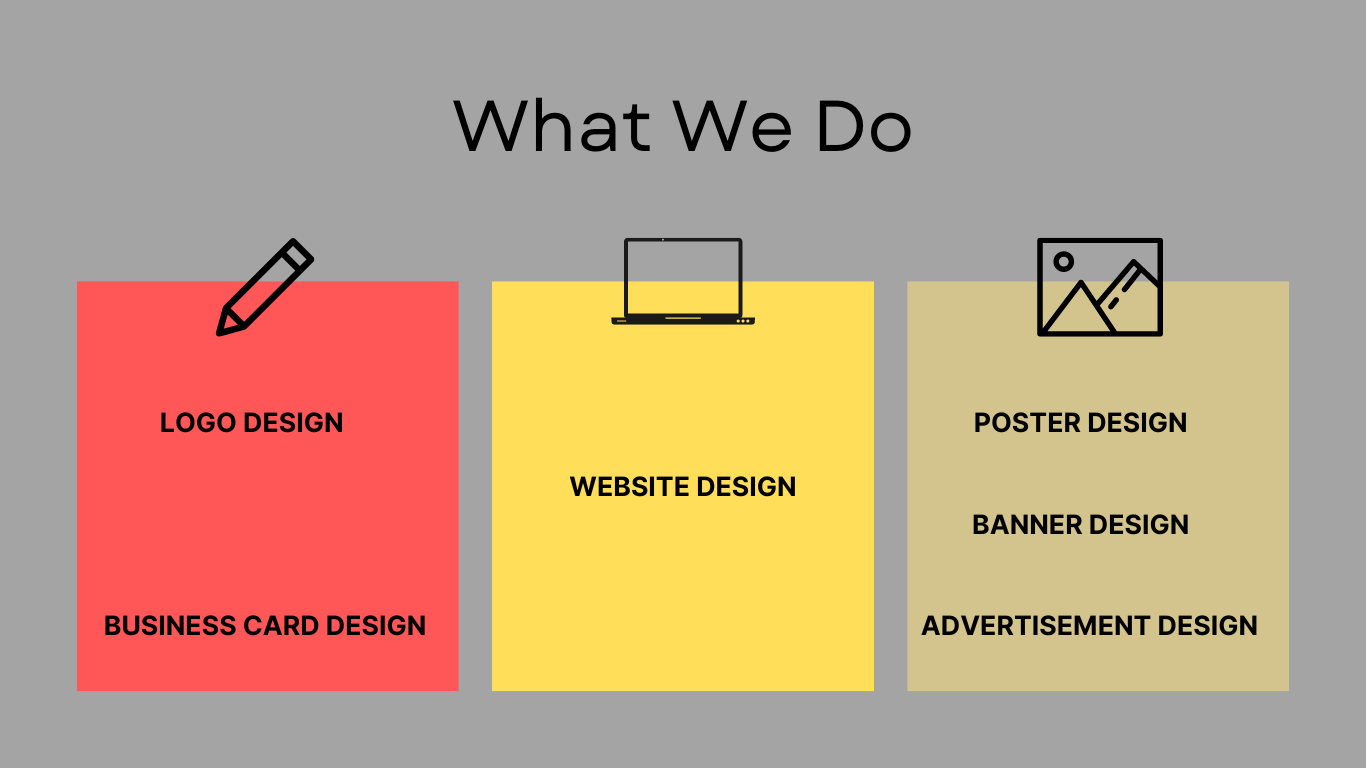 What We Do
LOGO DESIGN
BUSINESS CARD DESIGN
WEBSITE DESIGN
POSTER DESIGN
BANNER DESIGN
ADVERTISEMENT DESIGN